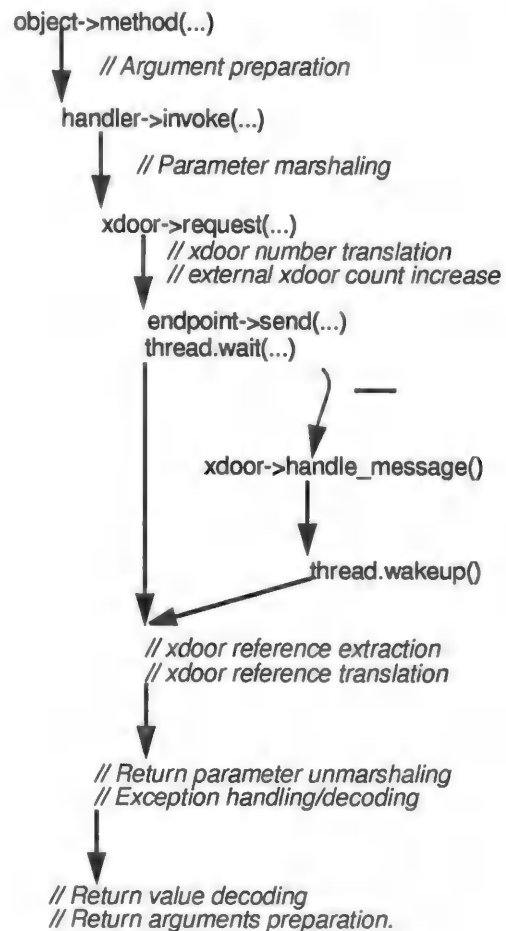 object->method(...)
// Argument preparation
handler->invoke(...)
// Parameter marshaling
xdoor->request(...)
// xdoor number translation
// external xdoor count increase
endpoint->send(...)
thread.wait(...)
xdoor->handle_message()
thread.wakeup()
// xdoor reference extraction
// xdoor reference translation
// Return parameter unmarshaling
// Exception handling/decoding
// Return value decoding
// Return arguments preparation.